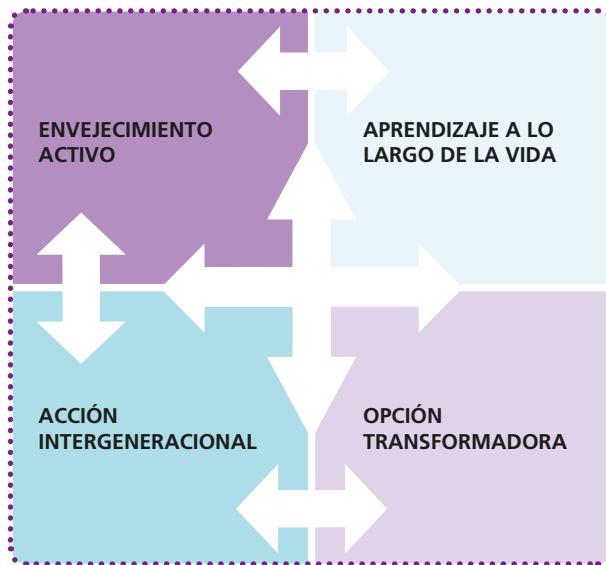 ENVEJECIMIENTO
ACTIVO
APRENDIZAJE A LO
LARGO DE LA VIDA
ACCIÓN
INTERGENERACIONAL
OPCIÓN
TRANSFORMADORA